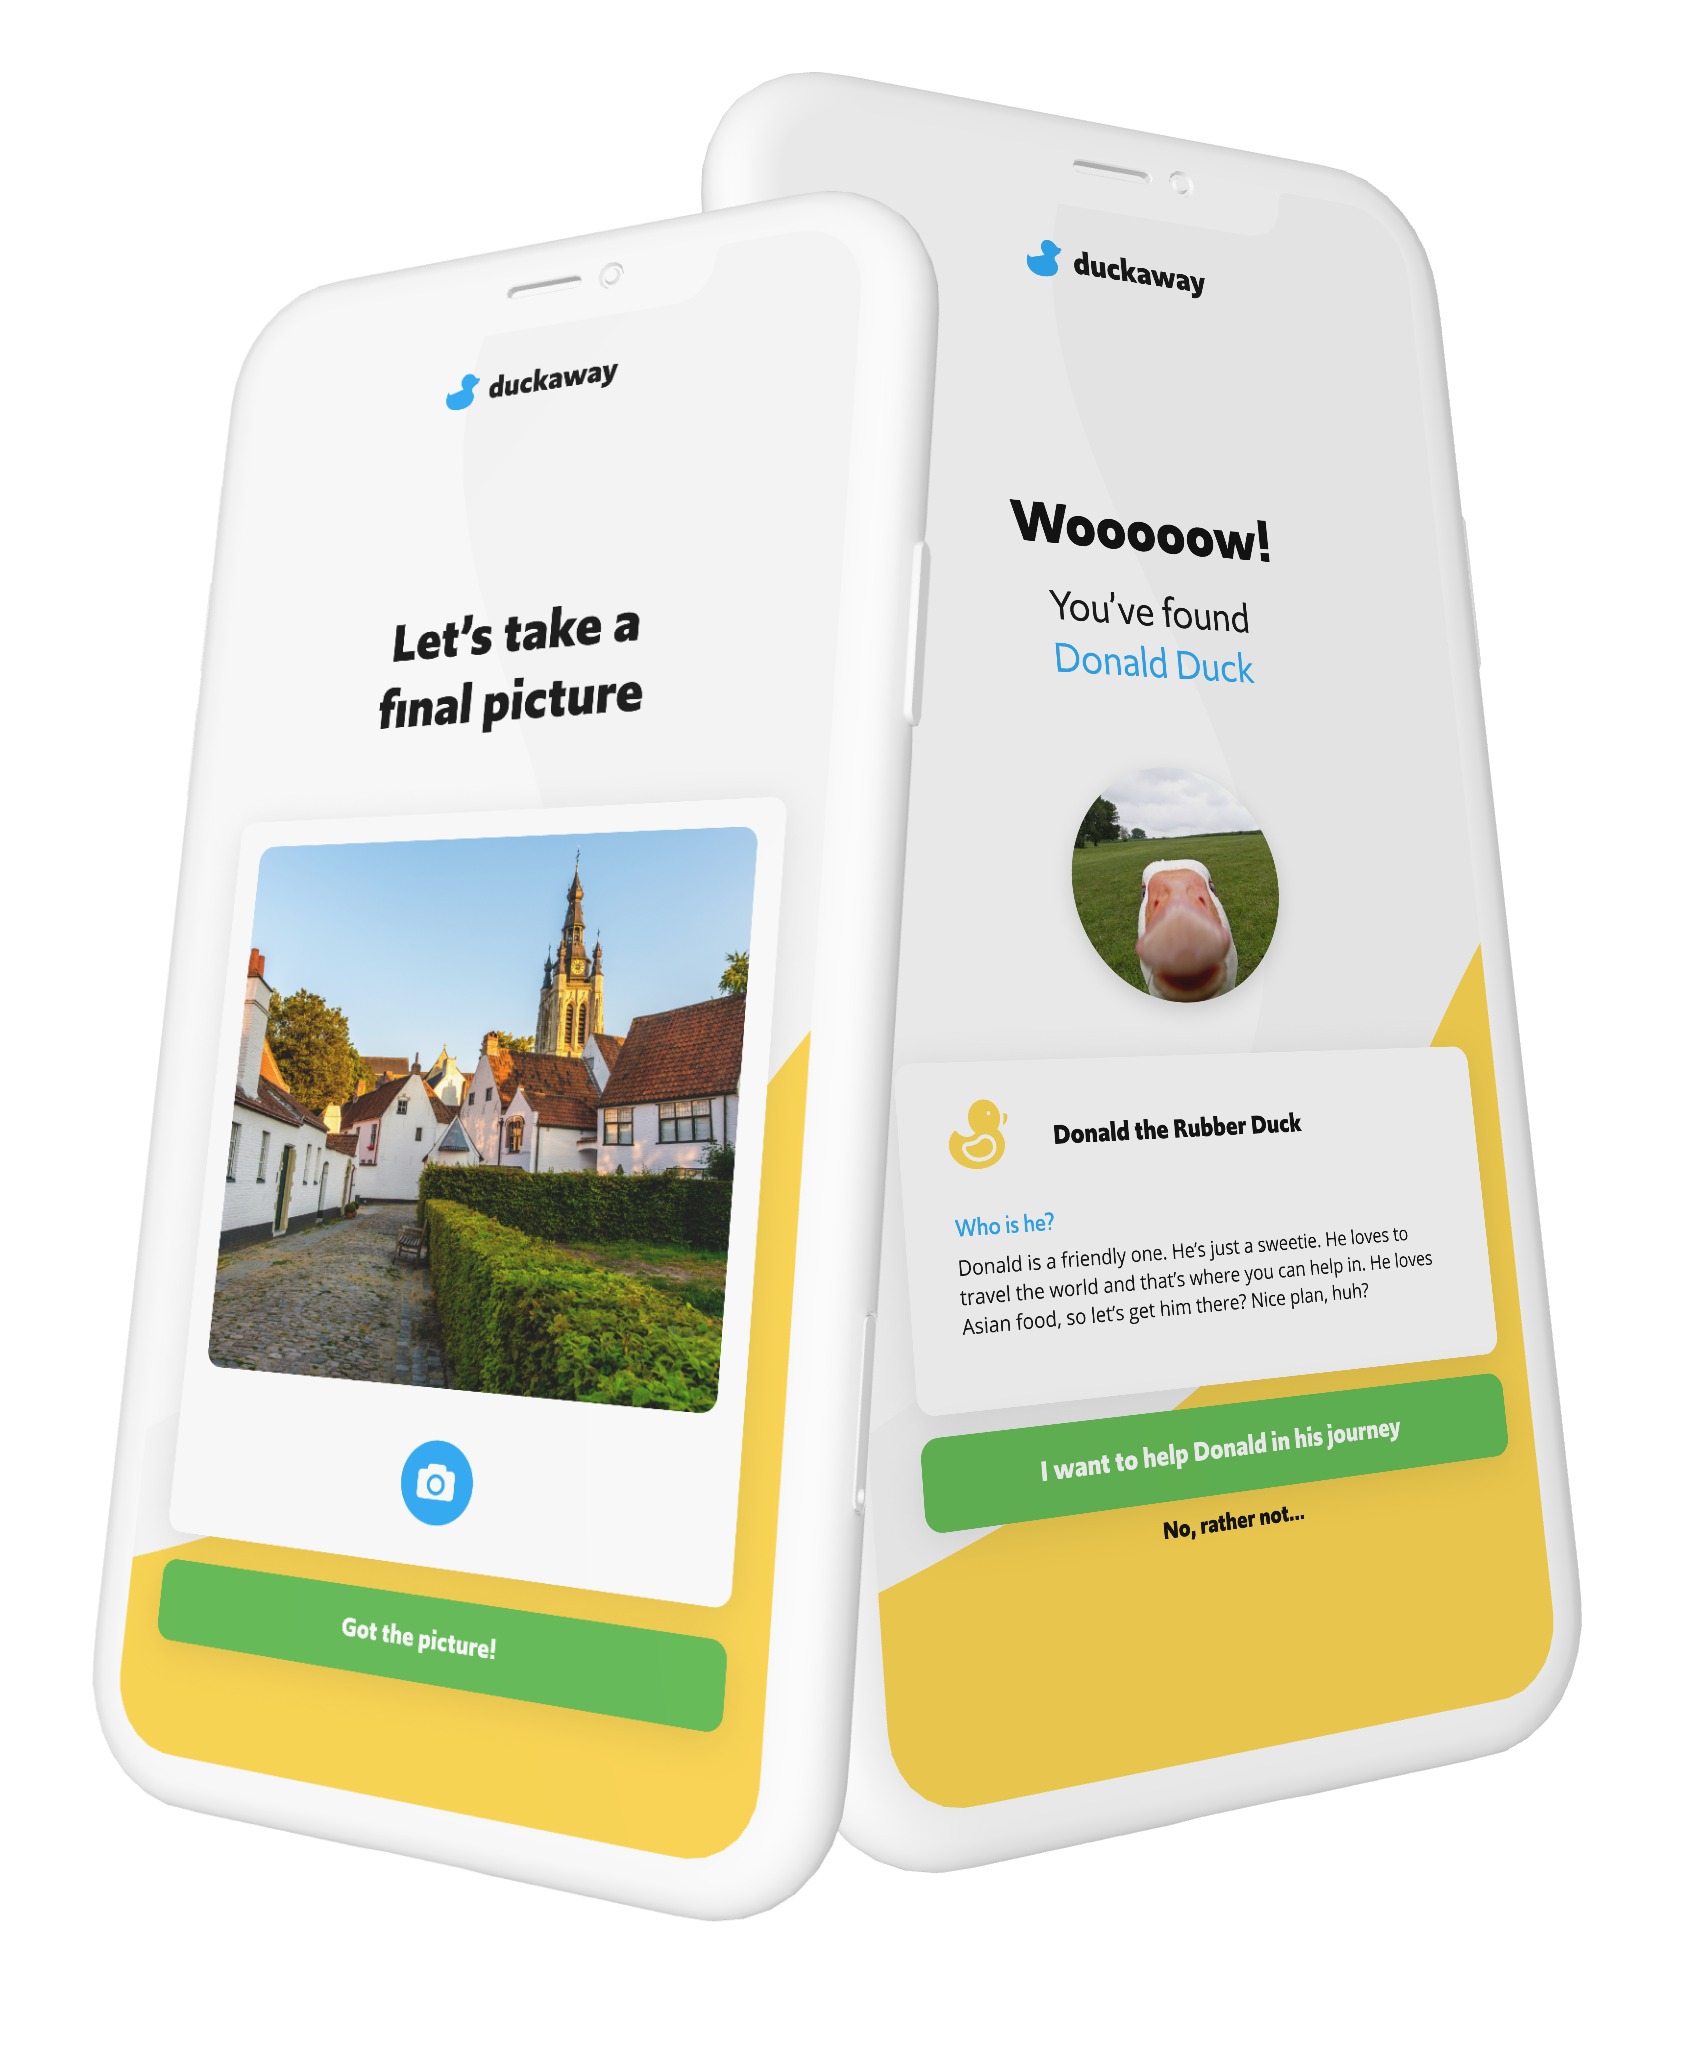 duckaway
Let's take a
final picture
Got the picture!
duckaway
Wooooow!
You've found
Donald Duck
Donald the Rubber Duck
Who is he?
Donald is a friendly one. He's just a sweetie. He loves to
travel the world and that's where you can help in. He loves
Asian food, so let's get him there? Nice plan, huh?
I want to help Donald in his journey
No, rather not...